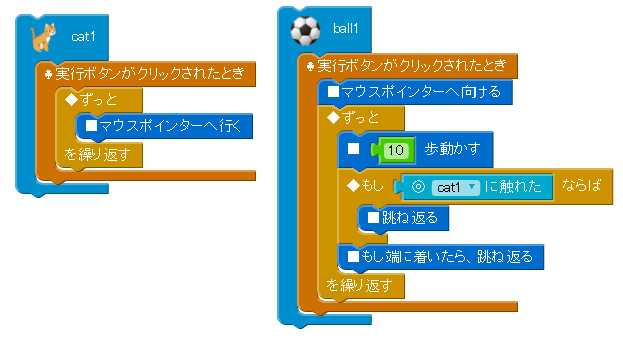 cat1
実行ボタンがクリックされたとき
◆ずっと
■マウスポインターへ行く
を繰り返す
ball1
実行ボタンがクリックされたとき
■マウスポインターへ向ける
◆ずっと
■ 10 歩動かす
◆もし ◎ cat1 ▼ に触れた ならば
■跳ね返る
■もし端に着いたら、跳ね返る
を繰り返す